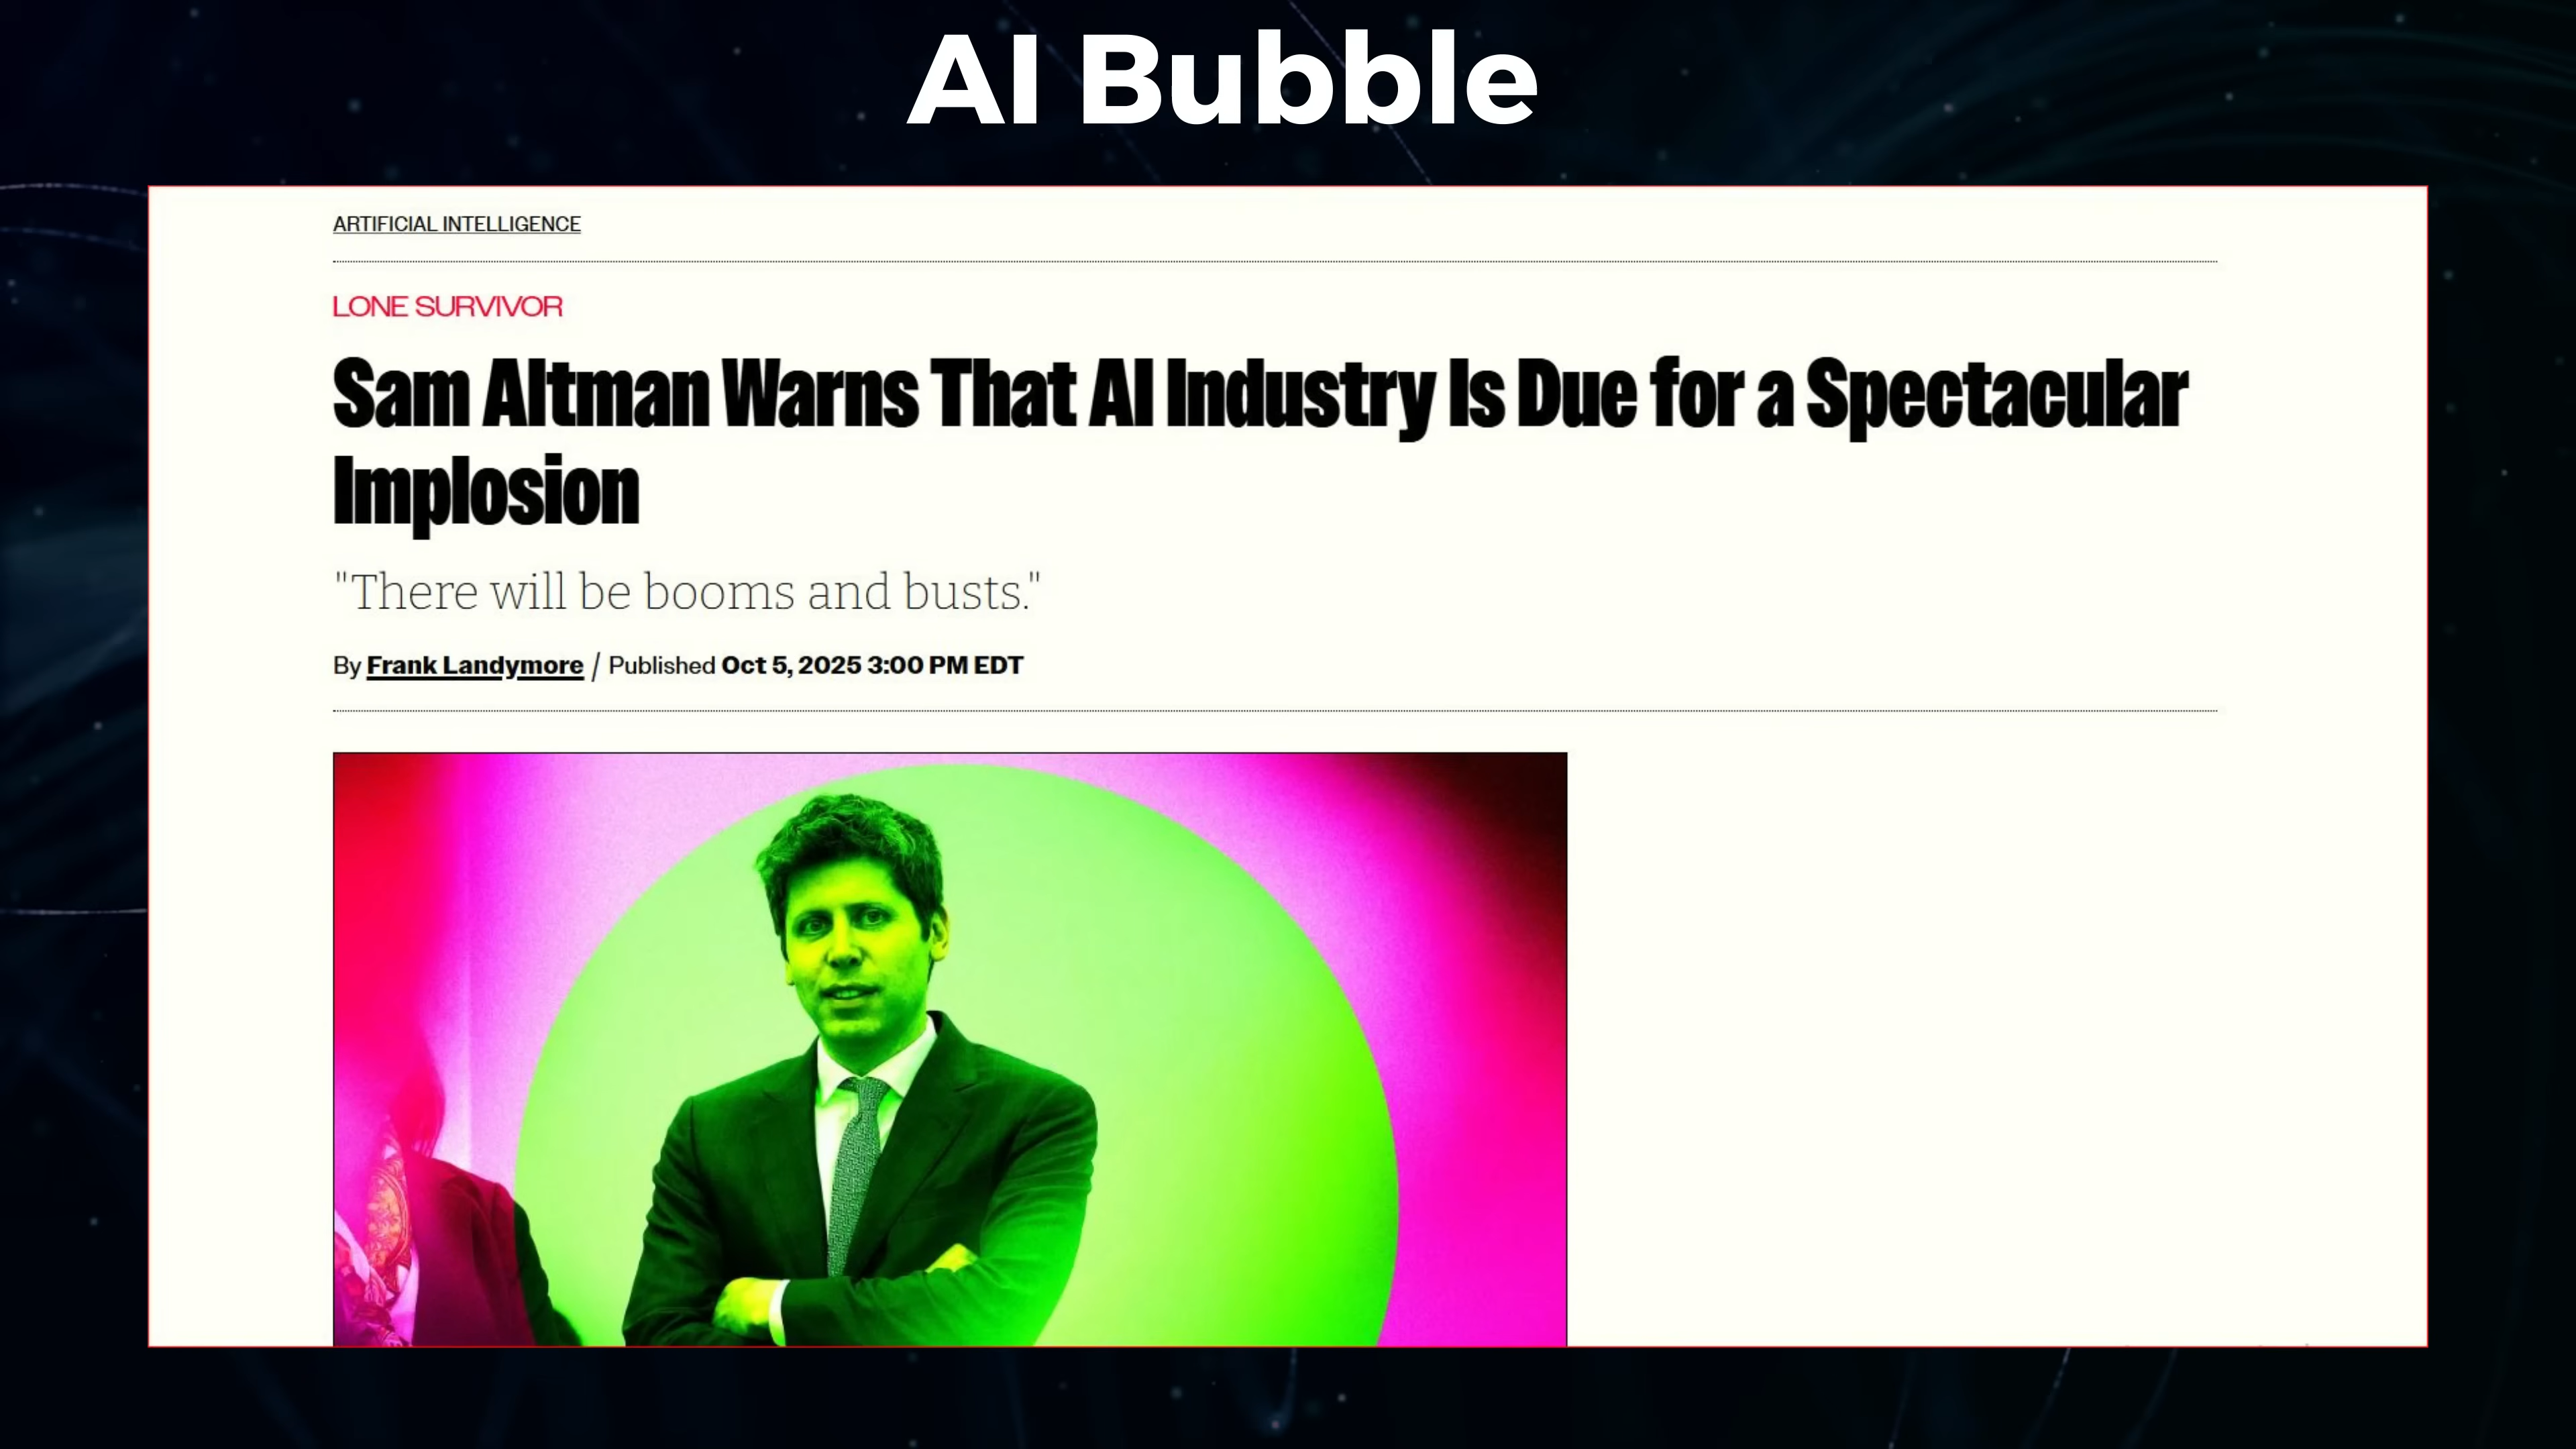 AI Bubble
ARTIFICIAL INTELLIGENCE
LONE SURVIVOR
Sam Altman Warns That AI Industry Is Due for a Spectacular
Implosion
"There will be booms and busts."
By Frank Landymore / Published Oct 5, 2025 3:00 PM EDT